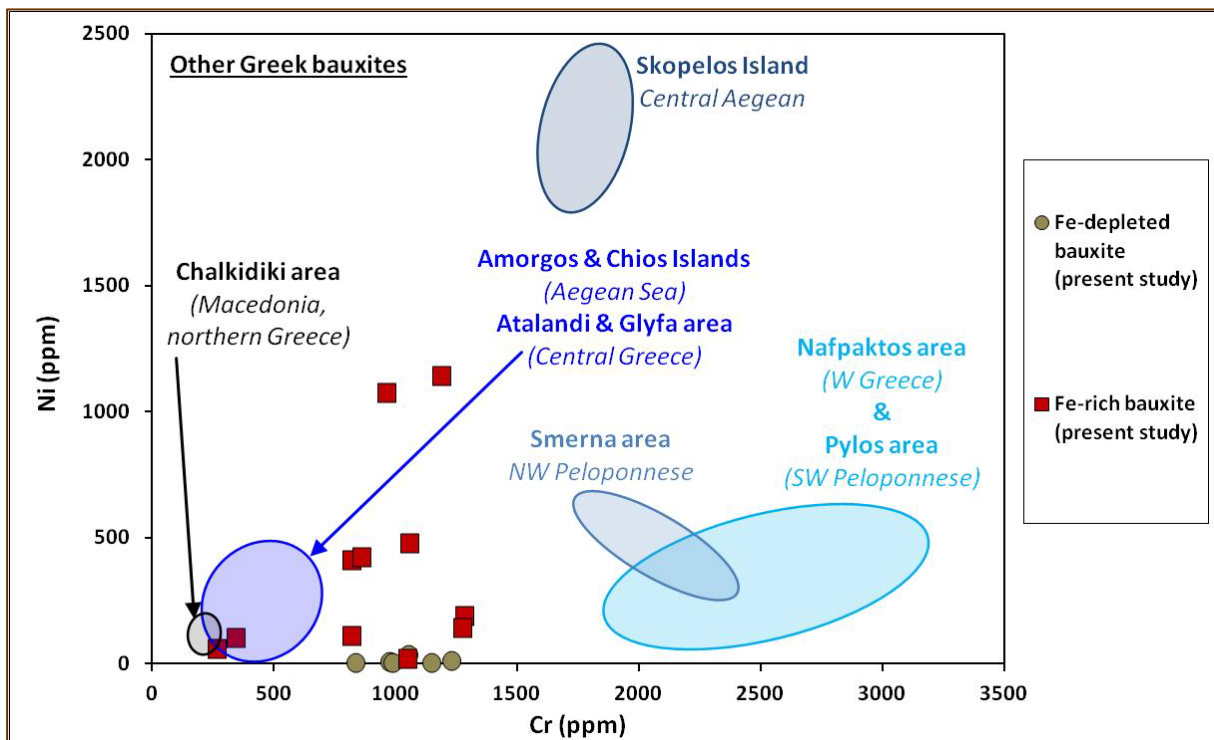 Other Greek bauxites
Skopelos Island
Central Aegean
Chalkidiki area
(Macedonia,
northern Greece)
Amorgos & Chios Islands
(Aegean Sea)
Atalandi & Glyfa area
(Central Greece)
Nafpaktos area
(W Greece)
&
Pylos area
(SW Peloponnese)
Smerna area
NW Peloponnese
Ni (ppm)
2500
2000
1500
1000
500
0
0 500 1000 1500 2000 2500 3000 3500
Cr (ppm)
Fe-depleted
bauxite
(present study)
Fe-rich bauxite
(present study)